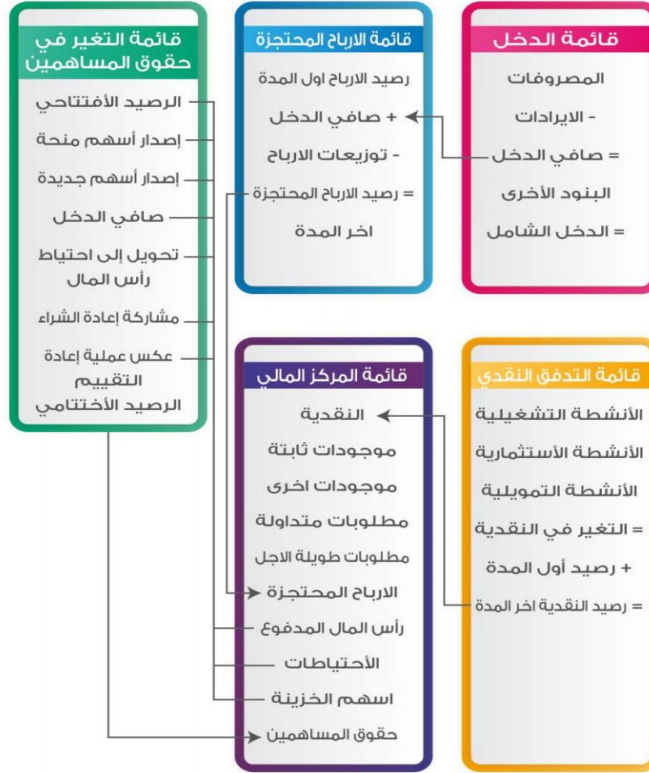 قائمة الدخل
المصروفات
- الايرادات
= صافي الدخل
البنود الأخرى
= الدخل الشامل
قائمة الارباح المحتجزة
رصيد الارباح اول المدة
+ صافي الدخل
- توزيعات الارباح
= رصيد الارباح المحتجزة
اخر المدة
قائمة التغير في
حقوق المساهمين
الرصيد الأفتتاحي
إصدار أسهم منحة
إصدار أسهم جديدة
صافي الدخل
تحويل إلى احتياط
رأس المال
مشاركة إعادة الشراء
عكس عملية إعادة
التقييم
الرصيد الأختتامي
قائمة التدفق النقدي
الأنشطة التشغيلية
الأنشطة الأستثمارية
الأنشطة التمويلية
= التغير في النقدية
+ رصيد أول المدة
= رصيد النقدية اخر المدة
قائمة المركز المالي
النقدية
موجودات ثابتة
موجودات اخرى
مطلوبات متداولة
مطلوبات طويلة الاجل
الارباح المحتجزة
رأس المال المدفوع
الأحتياطات
اسهم الخزينة
حقوق المساهمين